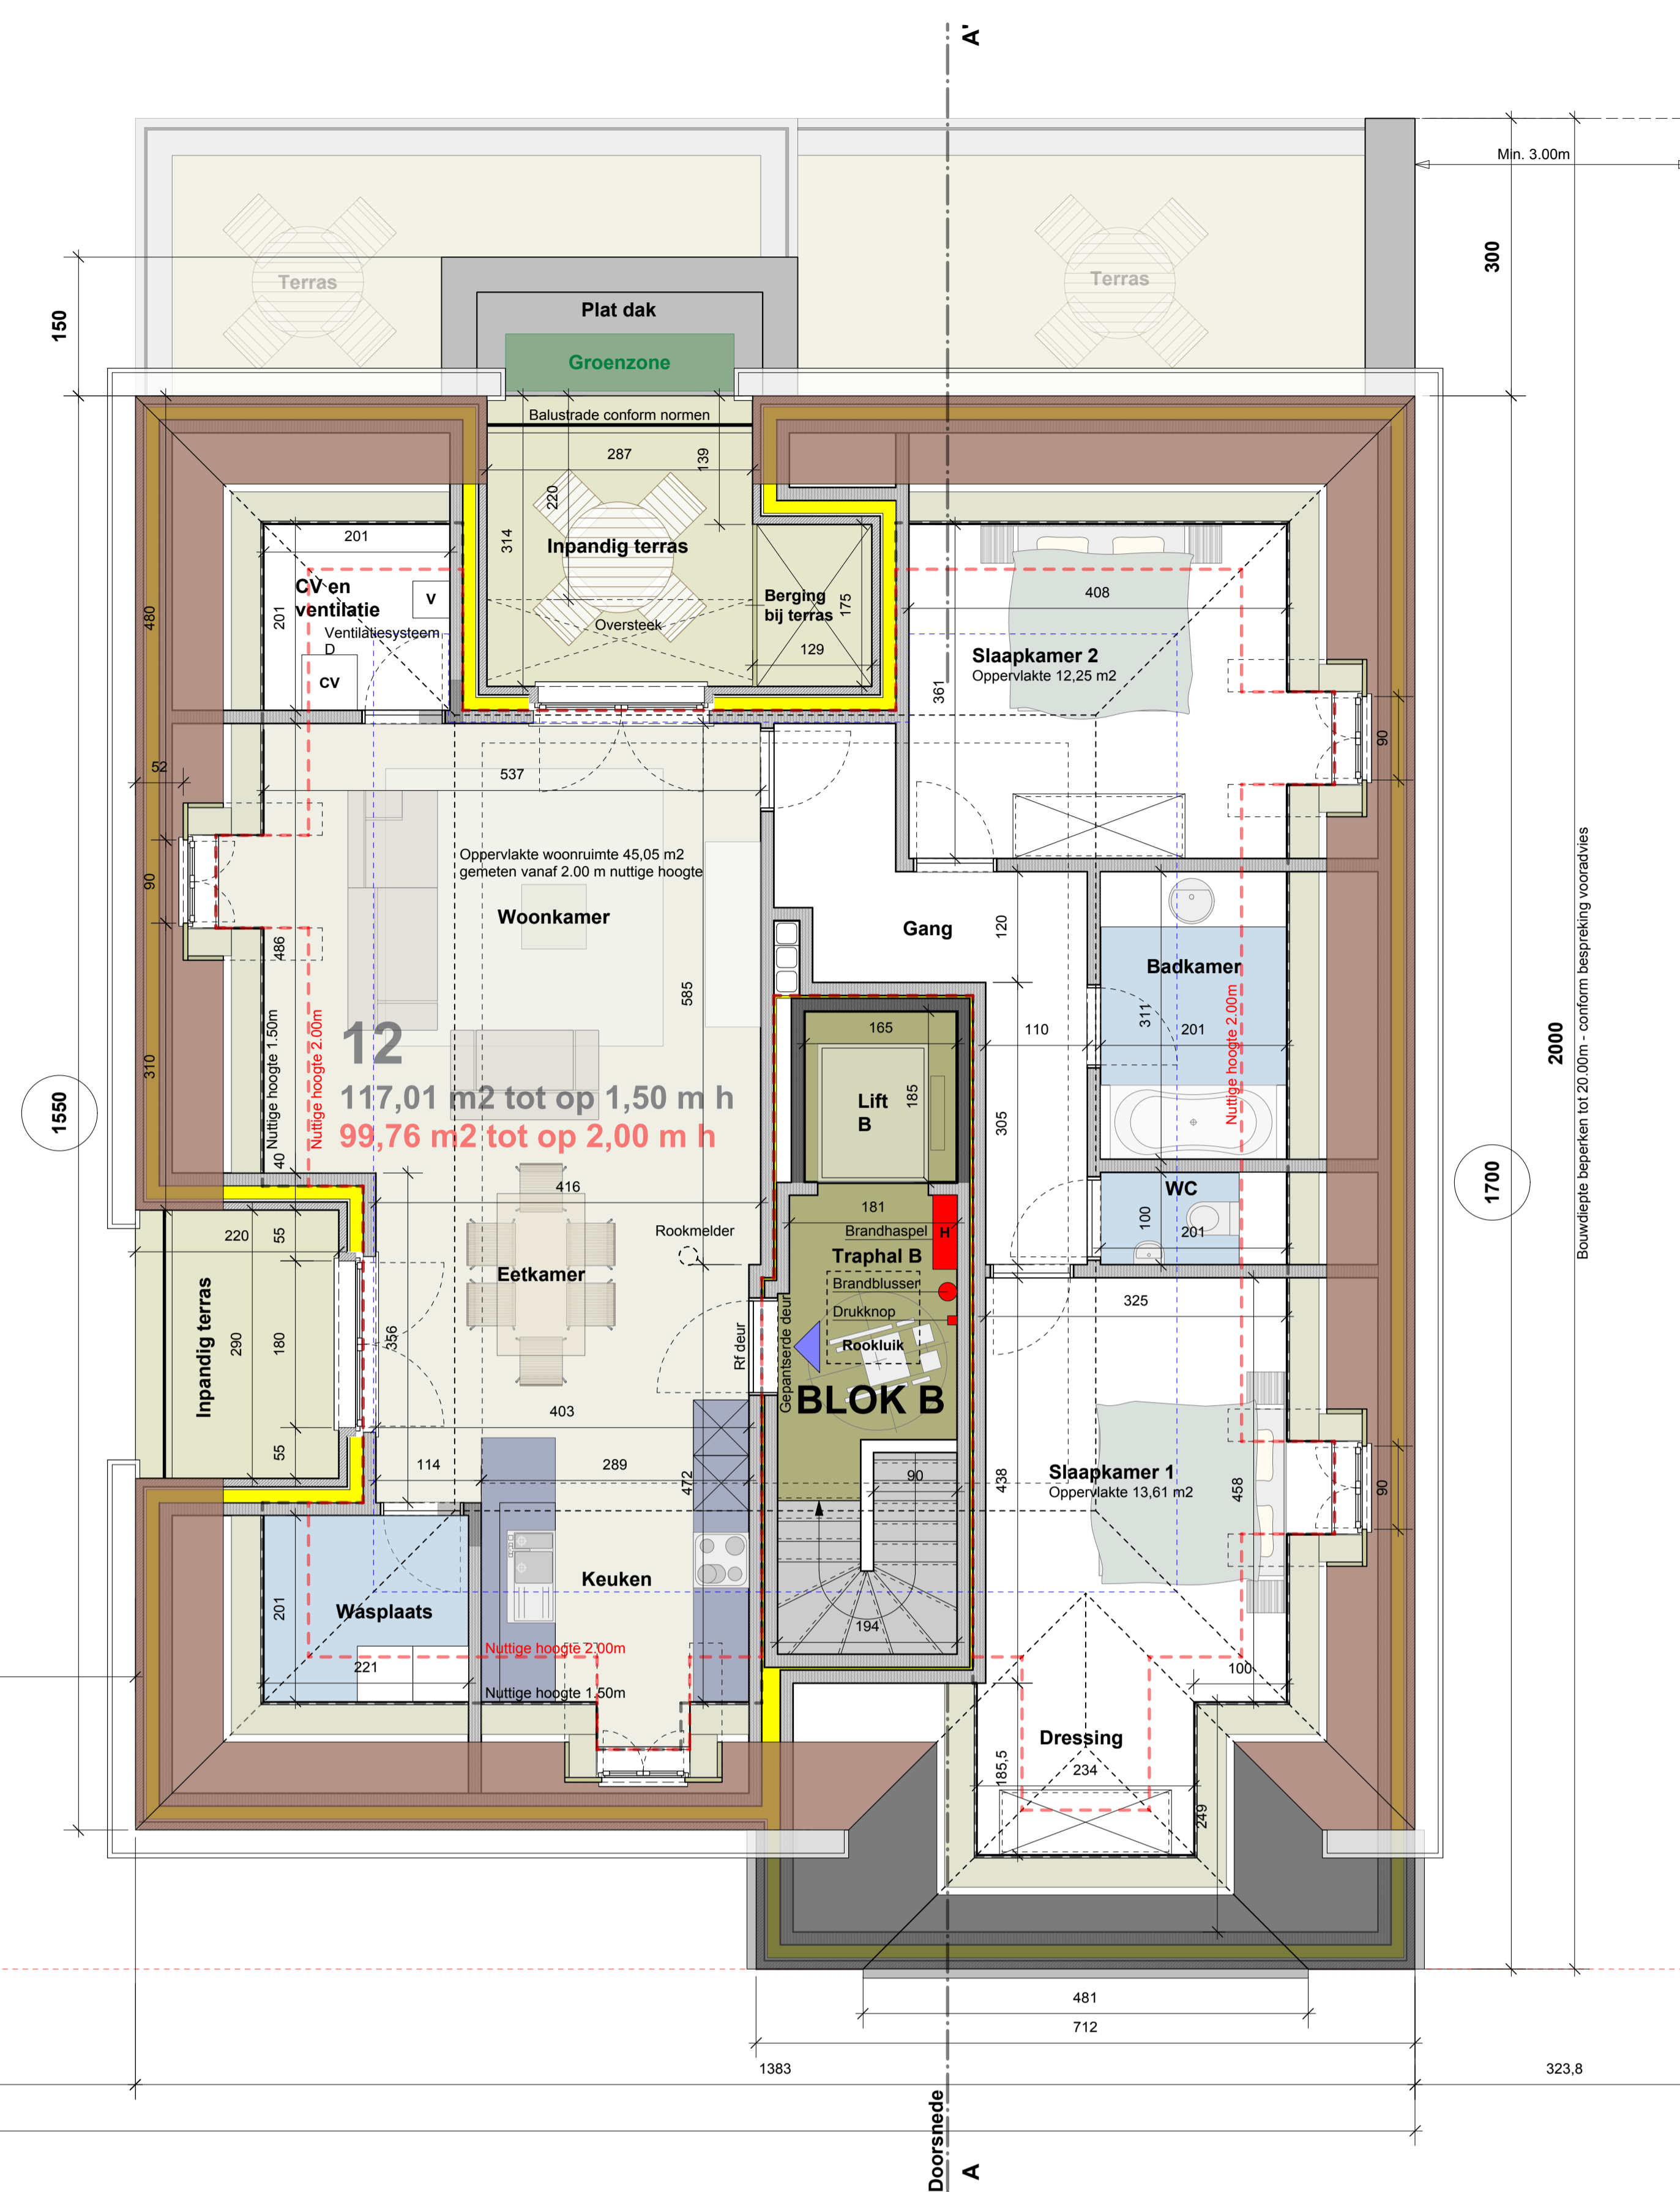 A'
Min. 3.00m
300
Terras
Terras
150
Plat dak
Groenzone
Balustrade conform normen
287
139
220
314
Inpandig terras
Oversteek
Berging
bij terras
175
129
201
CV en
ventilatie
V
Ventilatiesysteem
D
CV
201
480
408
Slaapkamer 2
Oppervlakte 12,25 m2
361
90
52
537
Oppervlakte woonruimte 45,05 m2
gemeten vanaf 2.00 m nuttige hoogte
Woonkamer
90
486
585
Gang
120
Badkamer
311
201
110
Nuttige hoogte 2.00m
310
Nuttige hoogte 1.50m
Nuttige hoogte 2.00m
12
117,01 m2 tot op 1,50 m h
99,76 m2 tot op 2,00 m h
165
Lift
B
185
305
1550
1700
2000
Bouwdiepte beperken tot 20.00m - conform bespreking vooradvies
40
416
WC
100
201
181
Brandhaspel
H
Traphal B
Brandblusser
Drukknop
Rookluik
BLOK B
Rookmelder
220
55
Inpandig terras
290
180
356
55
Eetkamer
Rf deur
Gepantserde deur
325
403
114
289
472
90
438
Slaapkamer 1
Oppervlakte 13,61 m2
458
90
Keuken
201
Wasplaats
221
Nuttige hoogte 2.00m
Nuttige hoogte 1.50m
194
100
Dressing
185,5
234
249
481
712
1383
323,8
Doorsnede
A